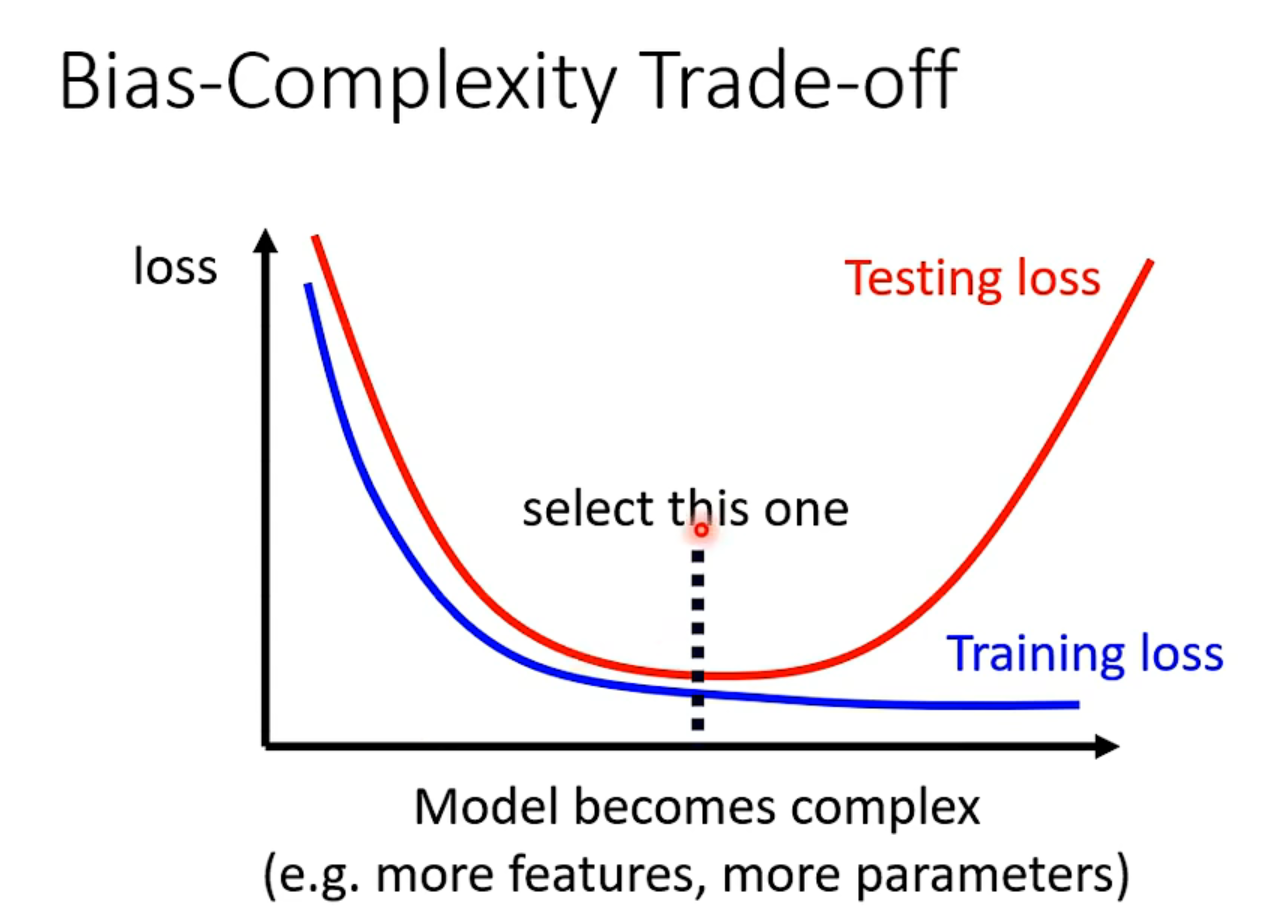 Bias-Complexity Trade-off
loss
Testing loss
select this one
Training loss
Model becomes complex
(e.g. more features, more parameters)